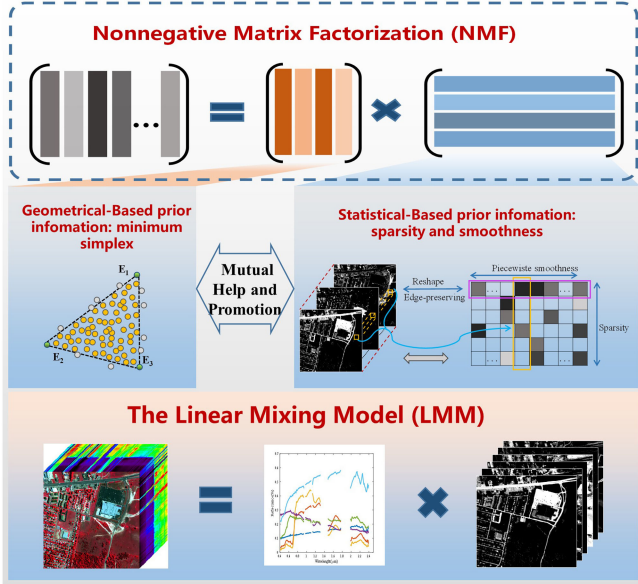 Nonnegative Matrix Factorization (NMF)
Geometrical-Based prior
infomation: minimum
simplex
Statistical-Based prior infomation:
sparsity and smoothness
E1
E2
E3
Mutual
Help and
Promotion
Reshape
Edge-preserving
Piecewiste smoothness
Sparsity
The Linear Mixing Model (LMM)